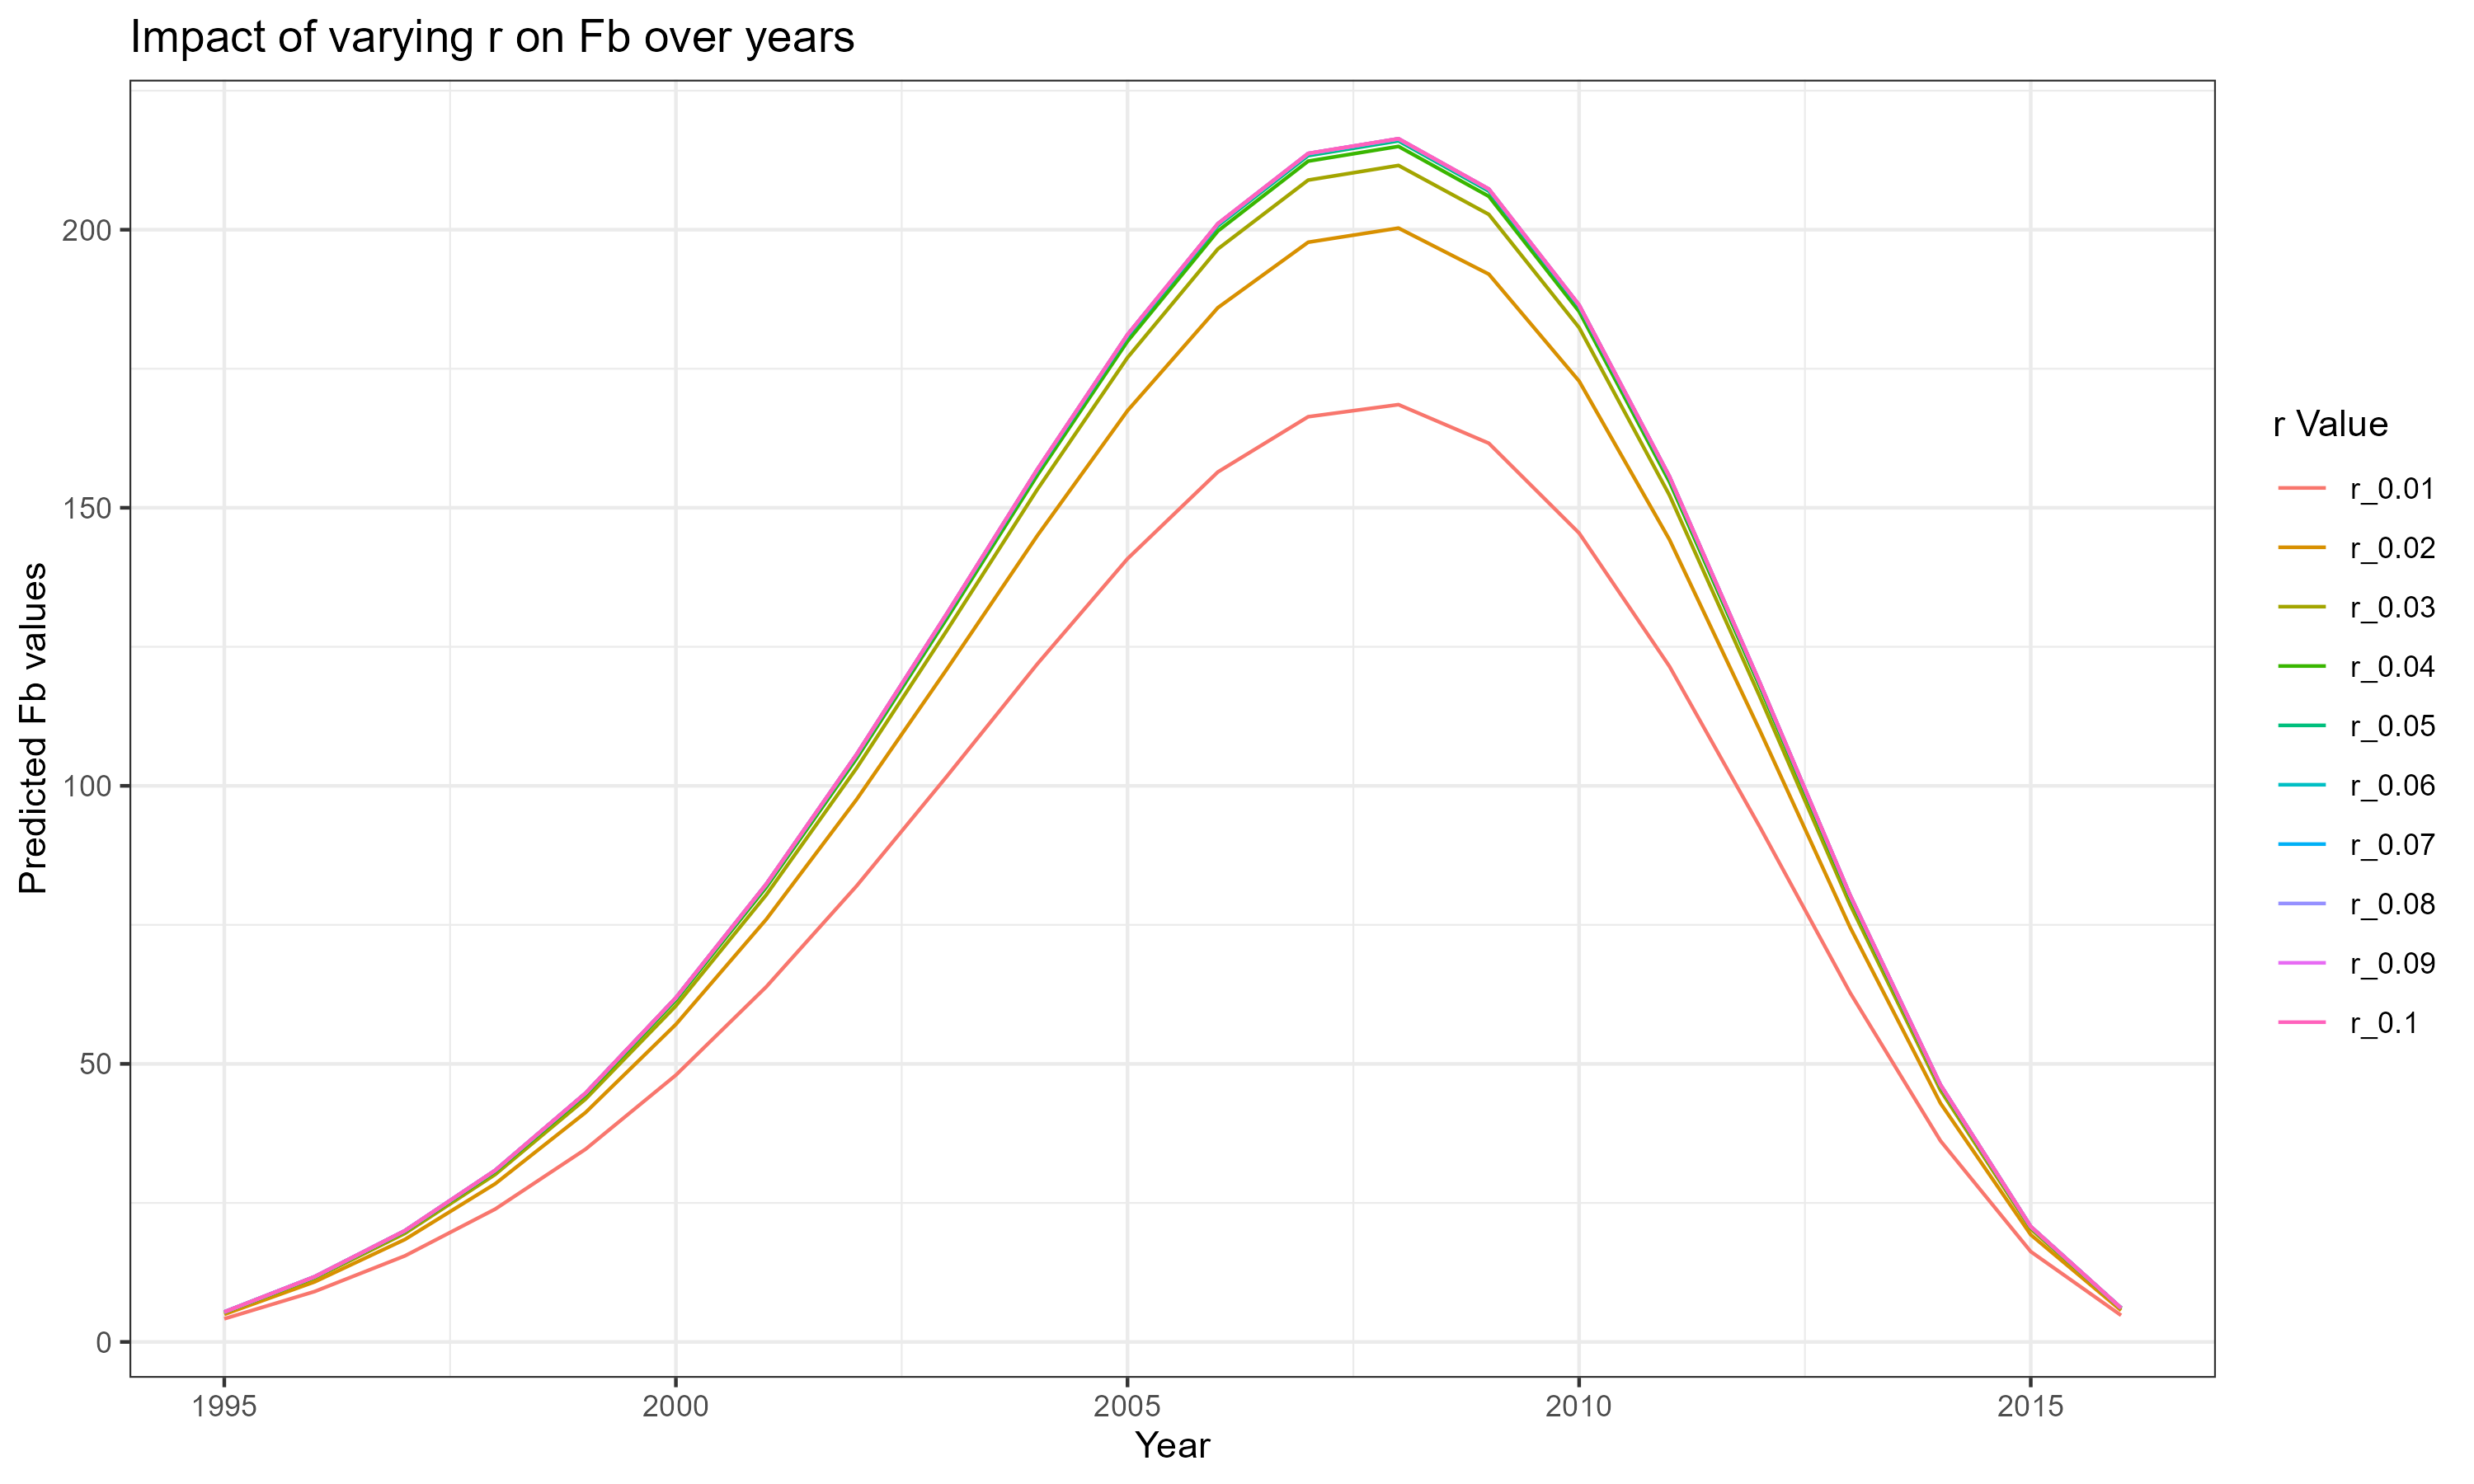 Impact of varying r on Fb over years
Predicted Fb values
200
150
100
50
0
1995 2000 2005 2010 2015
Year
r Value
r_0.01
r_0.02
r_0.03
r_0.04
r_0.05
r_0.06
r_0.07
r_0.08
r_0.09
r_0.1